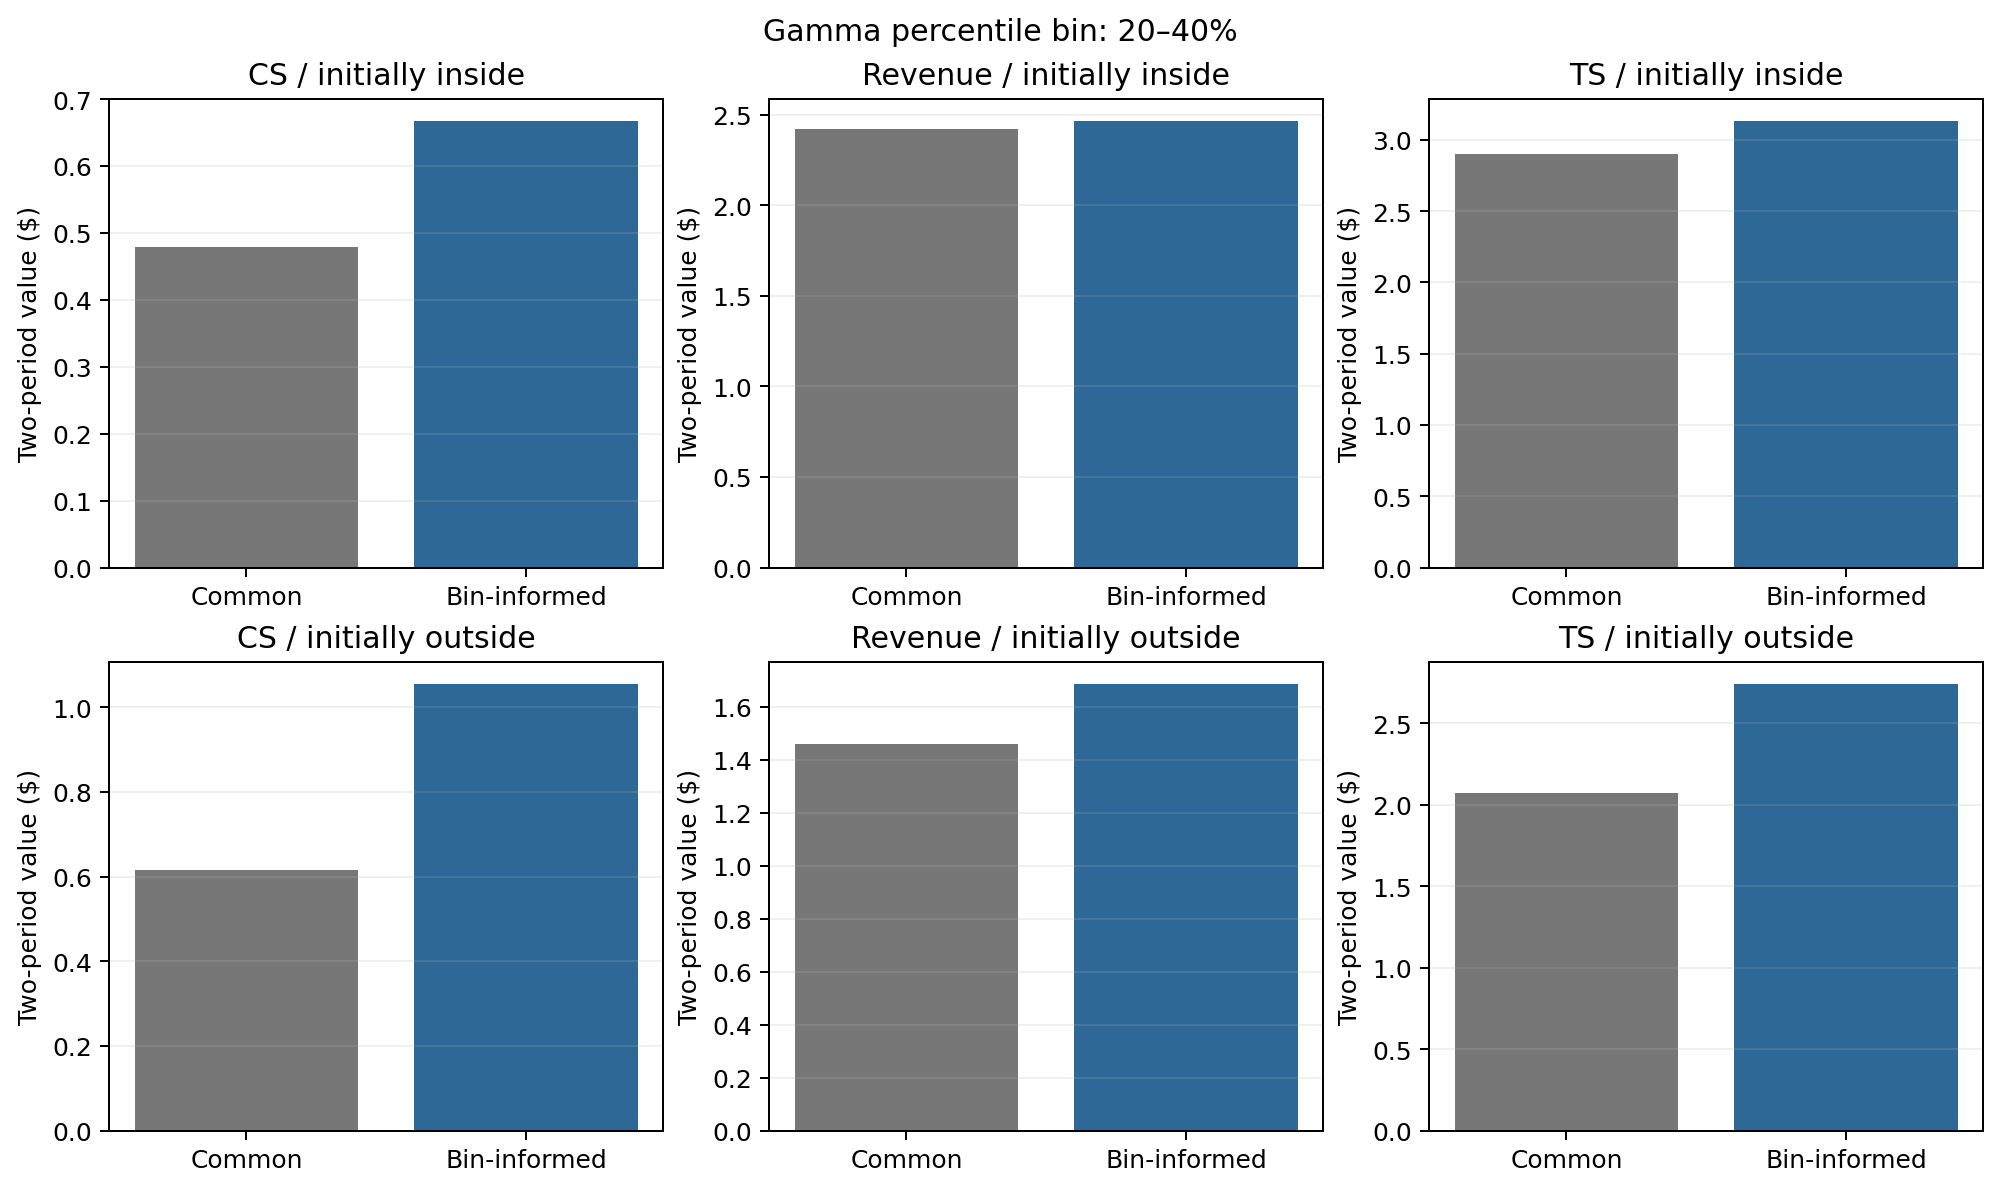 Gamma percentile bin: 20–40%
CS / initially inside
Two-period value ($)
0.7
0.6
0.5
0.4
0.3
0.2
0.1
0.0
Common
Bin-informed
Revenue / initially inside
Two-period value ($)
2.5
2.0
1.5
1.0
0.5
0.0
Common
Bin-informed
TS / initially inside
Two-period value ($)
3.0
2.5
2.0
1.5
1.0
0.5
0.0
Common
Bin-informed
CS / initially outside
Two-period value ($)
1.0
0.8
0.6
0.4
0.2
0.0
Common
Bin-informed
Revenue / initially outside
Two-period value ($)
1.6
1.4
1.2
1.0
0.8
0.6
0.4
0.2
0.0
Common
Bin-informed
TS / initially outside
Two-period value ($)
2.5
2.0
1.5
1.0
0.5
0.0
Common
Bin-informed